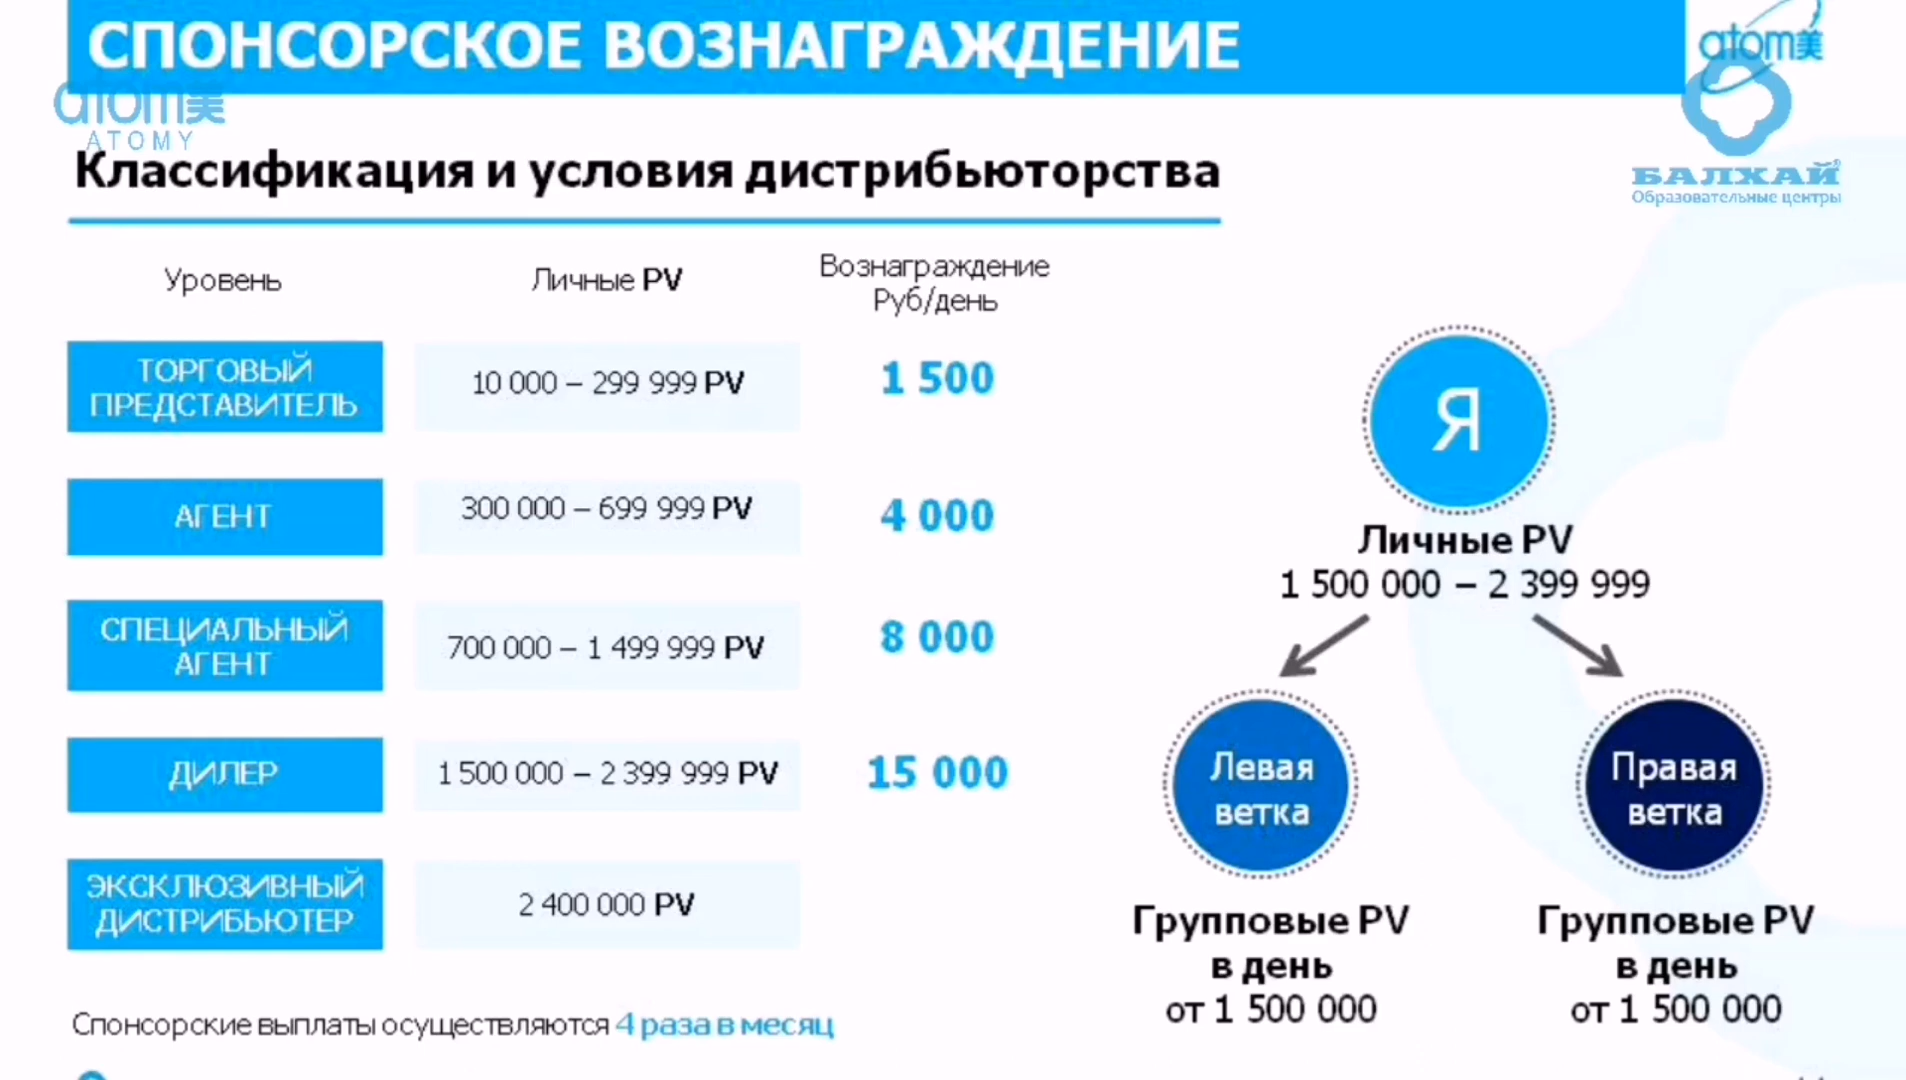 СПОНСОРСКОЕ ВОЗНАГРАЖДЕНИЕ
atom美
atom美
ATOMY
БАЛХАЙ
Образовательные центры
Классификация и условия дистрибьюторства
Уровень
Личные PV
Вознаграждение
Руб/день
ТОРГОВЫЙ
ПРЕДСТАВИТЕЛЬ
10 000 – 299 999 PV
1 500
АГЕНТ
300 000 – 699 999 PV
4 000
СПЕЦИАЛЬНЫЙ
АГЕНТ
700 000 – 1 499 999 PV
8 000
ДИЛЕР
1 500 000 – 2 399 999 PV
15 000
ЭКСКЛЮЗИВНЫЙ
ДИСТРИБЬЮТЕР
2 400 000 PV
Спонсорские выплаты осуществляются 4 раза в месяц
Я
Личные PV
1 500 000 – 2 399 999
Левая
ветка
Правая
ветка
Групповые PV
в день
от 1 500 000
Групповые PV
в день
от 1 500 000